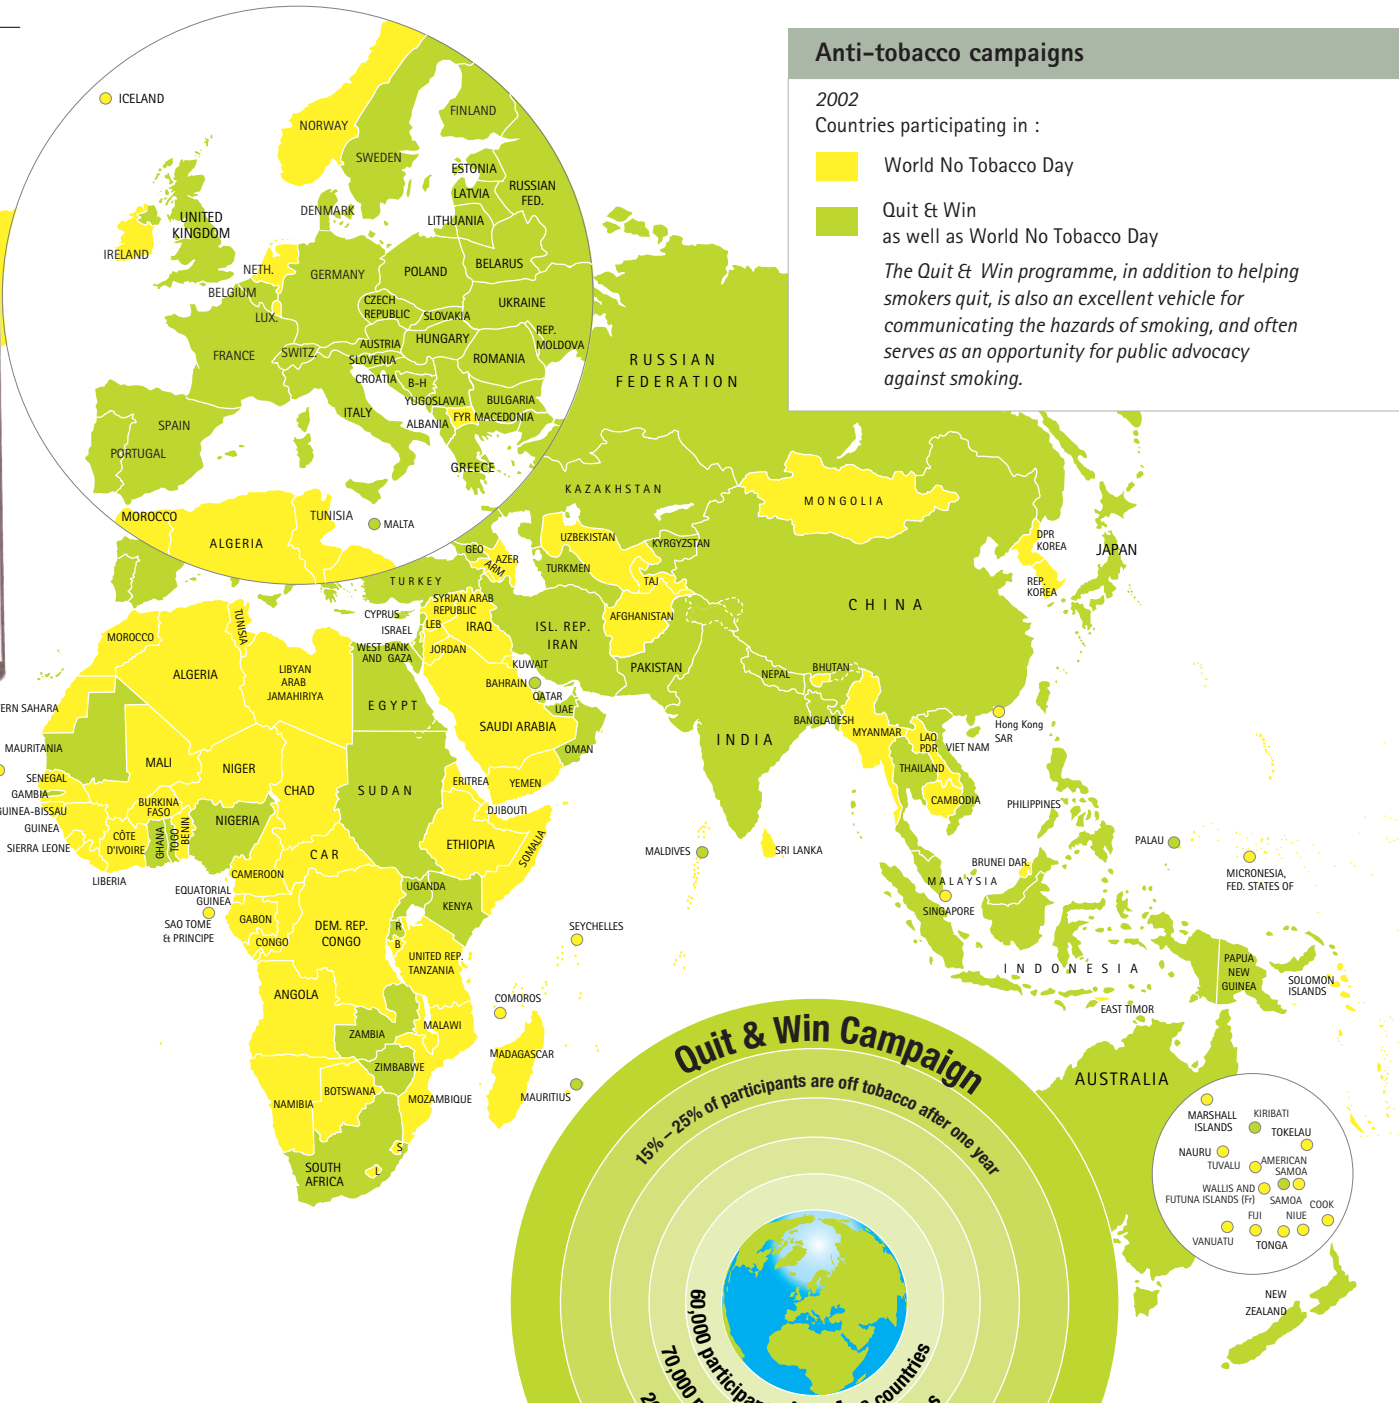 Anti-tobacco campaigns
2002
Countries participating in :
World No Tobacco Day
Quit & Win
as well as World No Tobacco Day
The Quit & Win programme, in addition to helping
smokers quit, is also an excellent vehicle for
communicating the hazards of smoking, and often
serves as an opportunity for public advocacy
against smoking.
ICELAND
NORWAY
FINLAND
SWEDEN
ESTONIA
LATVIA
RUSSIAN
FED.
DENMARK
LITHUANIA
UNITED
KINGDOM
IRELAND
NETH.
GERMANY
POLAND
BELARUS
BELGIUM
CZECH
REPUBLIC
UKRAINE
LUX.
SLOVAKIA
REP.
MOLDOVA
FRANCE
SWITZ.
AUSTRIA
HUNGARY
SLOVENIA
ROMANIA
CROATIA
B-H
YUGOSLAVIA
BULGARIA
ITALY
ALBANIA
FYR MACEDONIA
SPAIN
PORTUGAL
GREECE
MOROCCO
TUNISIA
MALTA
ALGERIA
RUSSIAN
FEDERATION
KAZAKHSTAN
MONGOLIA
UZBEKISTAN
KYRGYZSTAN
DPR
KOREA
JAPAN
GEO
AZER
ARM
TURKMEN
TAJ
REP.
KOREA
TURKEY
SYRIAN ARAB
REPUBLIC
CYPRUS
LEB
IRAQ
ISRAEL
ISL. REP.
IRAN
AFGHANISTAN
CHINA
WEST BANK
AND GAZA
JORDAN
KUWAIT
PAKISTAN
NEPAL
BHUTAN
BAHRAIN
QATAR
UAE
EGYPT
SAUDI ARABIA
OMAN
INDIA
BANGLADESH
MYANMAR
LAO
PDR
VIET NAM
Hong Kong
SAR
THAILAND
CAMBODIA
PHILIPPINES
MOROCCO
TUNISIA
ALGERIA
LIBYAN
ARAB
JAMAHIRIYA
ERN SAHARA
MAURITANIA
MALI
NIGER
CHAD
SUDAN
ERITREA
YEMEN
DJIBOUTI
SENEGAL
GAMBIA
GUINEA-BISSAU
GUINEA
SIERRA LEONE
LIBERIA
BURKINA
FASO
CÔTE
D'IVOIRE
GHANA
TOGO
BENIN
NIGERIA
CAR
ETHIOPIA
SOMALIA
CAMEROON
EQUATORIAL
GUINEA
UGANDA
KENYA
SAO TOME
& PRINCIPE
GABON
CONGO
DEM. REP.
CONGO
R
B
UNITED REP.
TANZANIA
ANGOLA
ZAMBIA
MALAWI
ZIMBABWE
NAMIBIA
BOTSWANA
MOZAMBIQUE
SOUTH
AFRICA
S
L
SEYCHELLES
COMOROS
MADAGASCAR
MAURITIUS
MALDIVES
SRI LANKA
BRUNEI DAR.
MALAYSIA
SINGAPORE
INDONESIA
EAST TIMOR
PALAU
MICRONESIA,
FED. STATES OF
PAPUA
NEW
GUINEA
SOLOMON
ISLANDS
AUSTRALIA
MARSHALL
ISLANDS
KIRIBATI
TOKELAU
NAURU
TUVALU
AMERICAN
SAMOA
WALLIS AND
FUTUNA ISLANDS (Fr)
SAMOA
COOK
FIJI
NIUE
VANUATU
TONGA
NEW
ZEALAND
Quit & Win Campaign
15% – 25% of participants are off tobacco after one year
60,000
countries
70,000